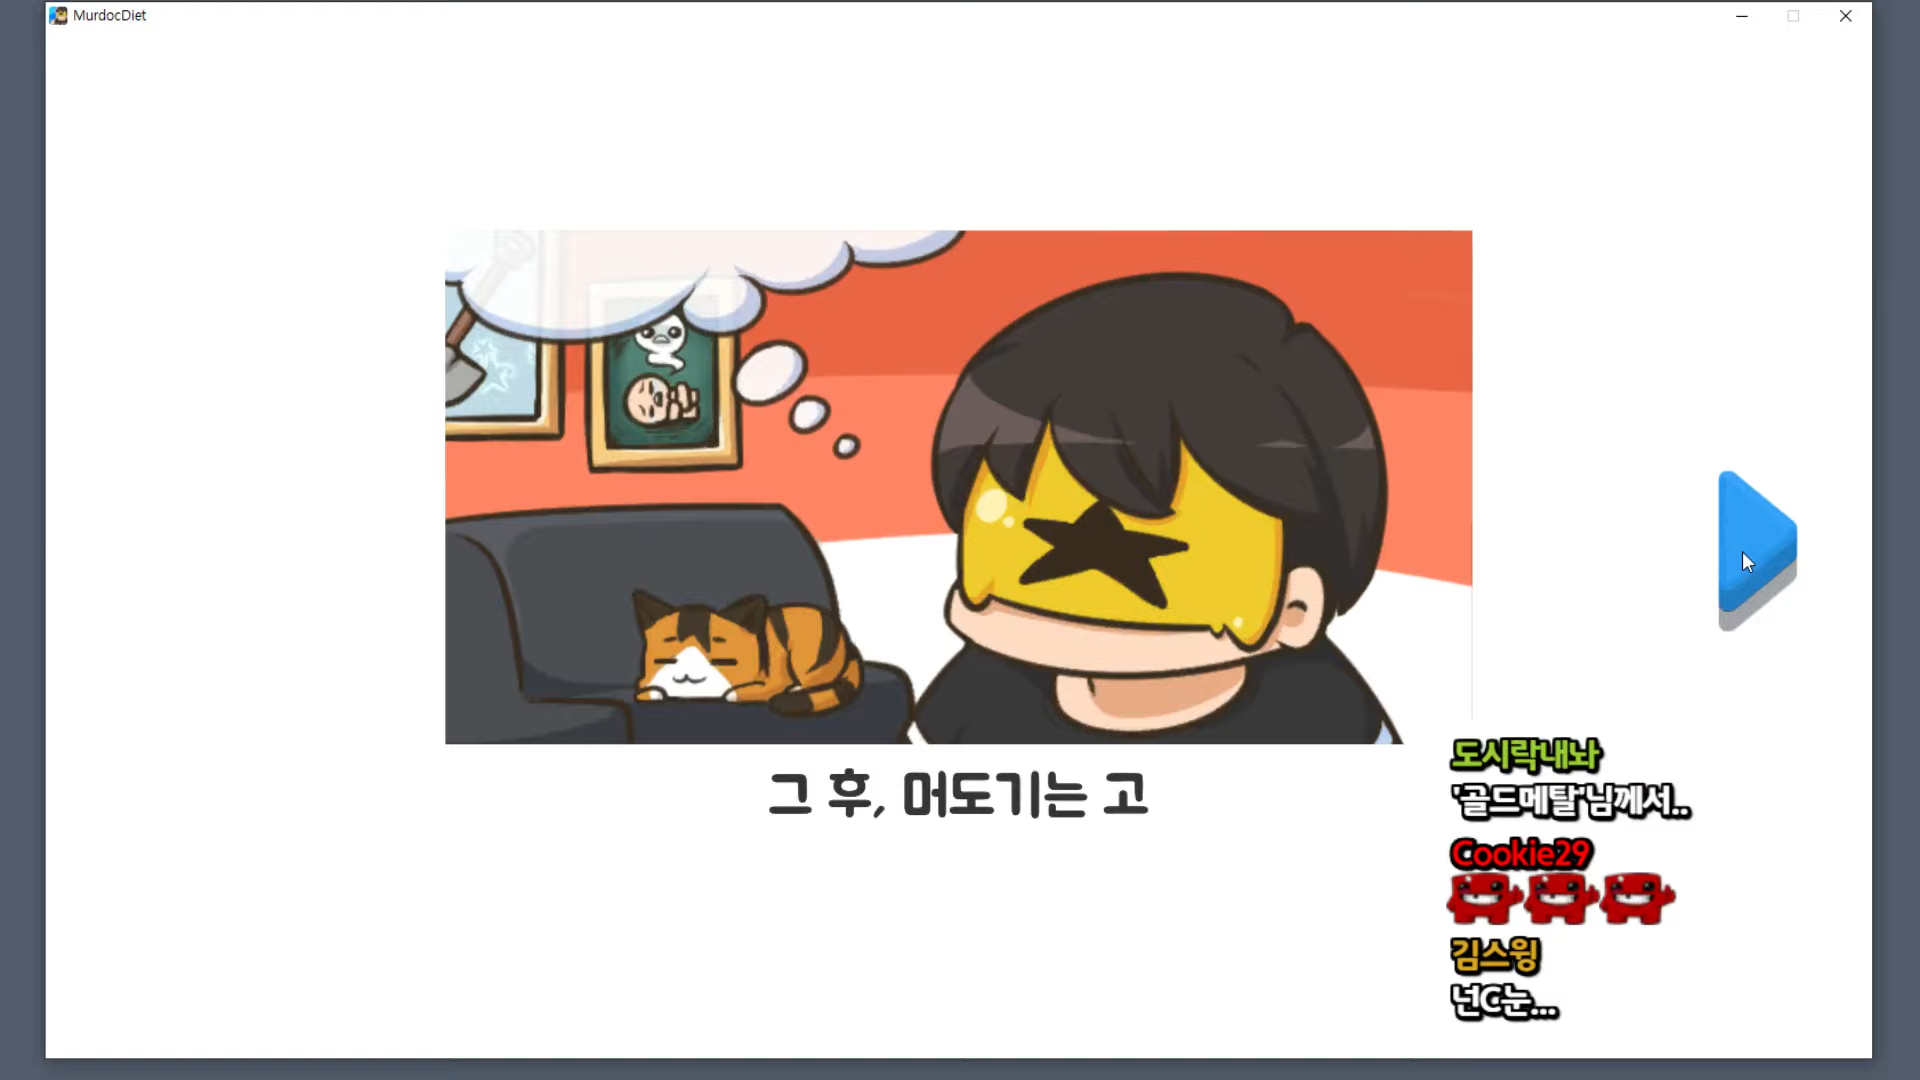 MurdocDiet
그 후, 머도기는 고
도시락내놔
'골드메탈'님께서..
Cookie29
김스윙
넌C눈...